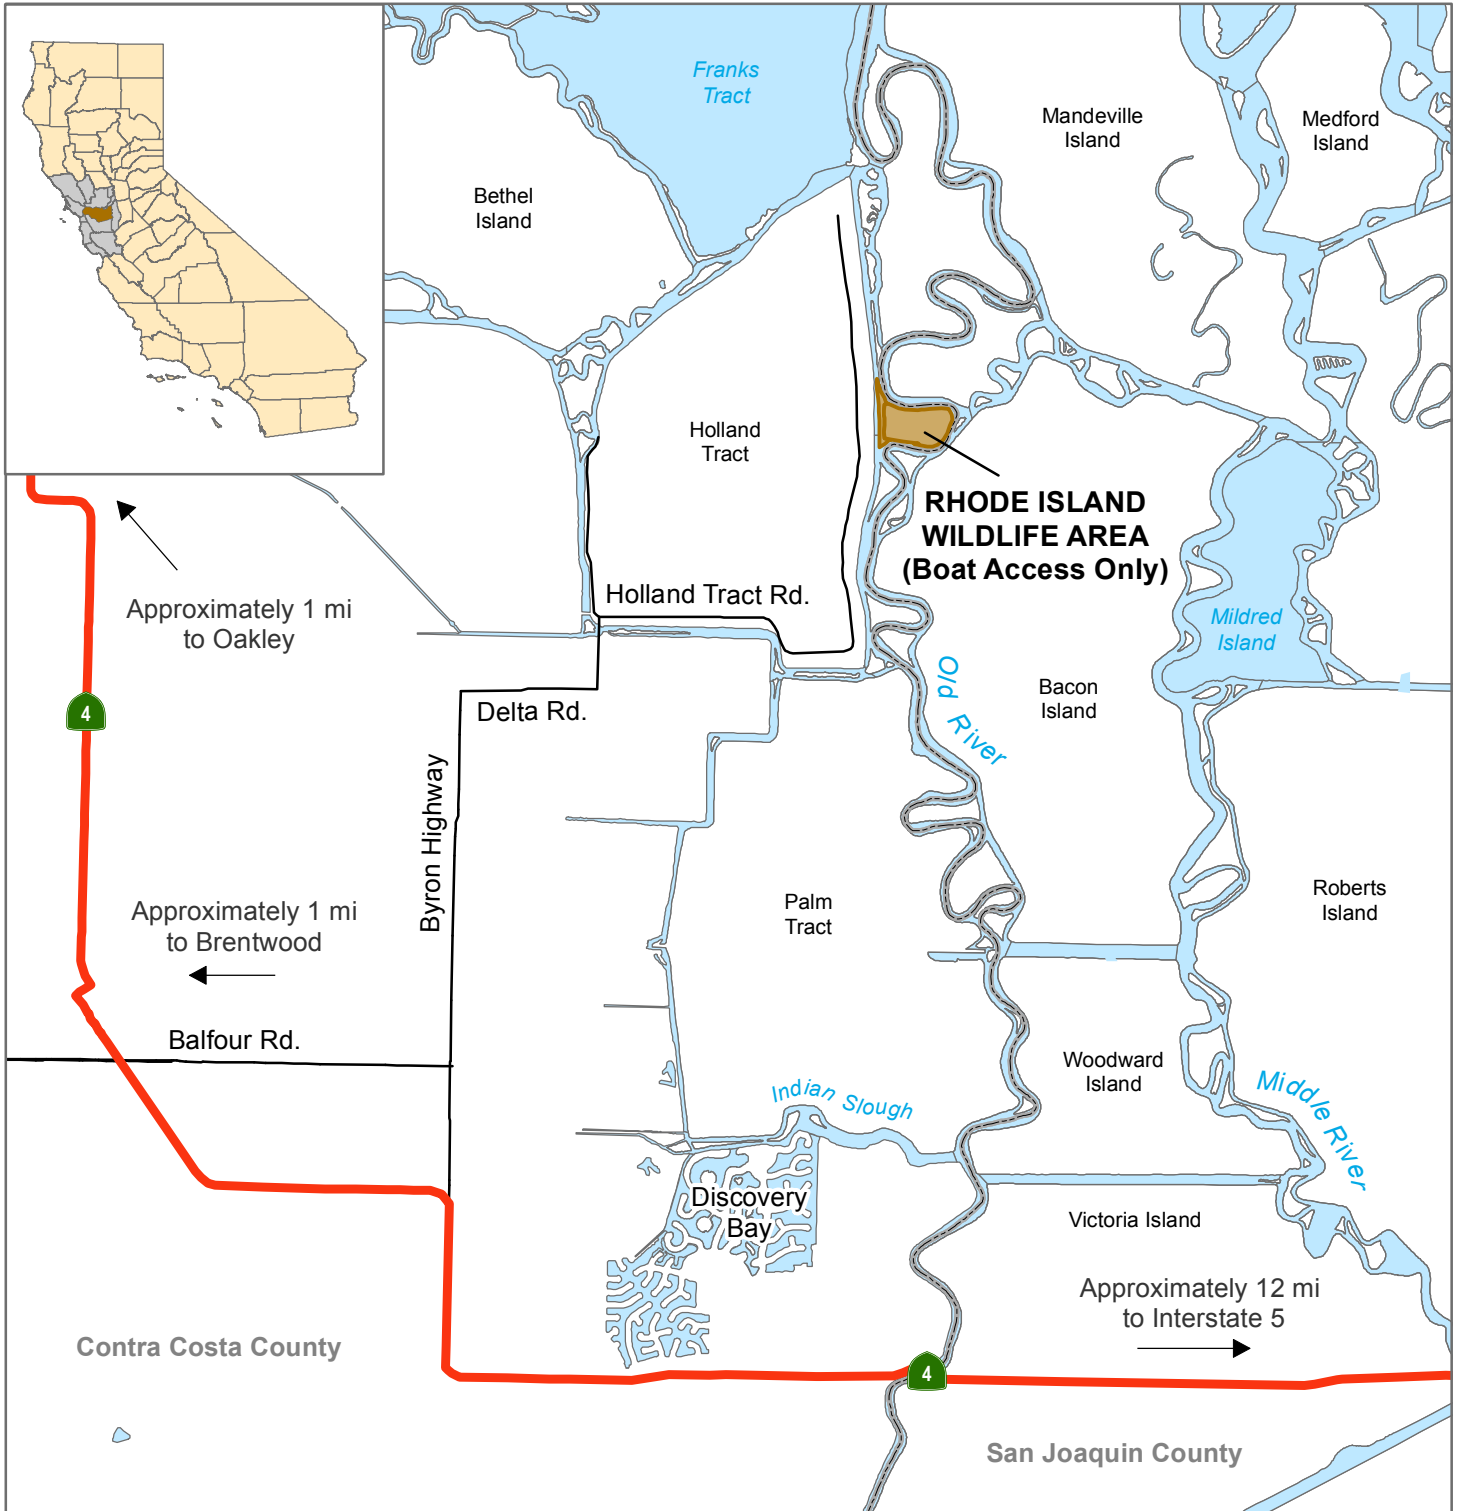 Franks
Tract
Mandeville
Island
Medford
Island
Bethel
Island
Holland
Tract
RHODE ISLAND
WILDLIFE AREA
(Boat Access Only)
Holland Tract Rd.
Approximately 1 mi
to Oakley
Mildred
Island
Old River
Bacon
Island
4
Delta Rd.
Byron Highway
Palm
Tract
Roberts
Island
Approximately 1 mi
to Brentwood
Balfour Rd.
Woodward
Island
Indian Slough
Middle River
Discovery
Bay
Victoria Island
Approximately 12 mi
to Interstate 5
Contra Costa County
4
San Joaquin County